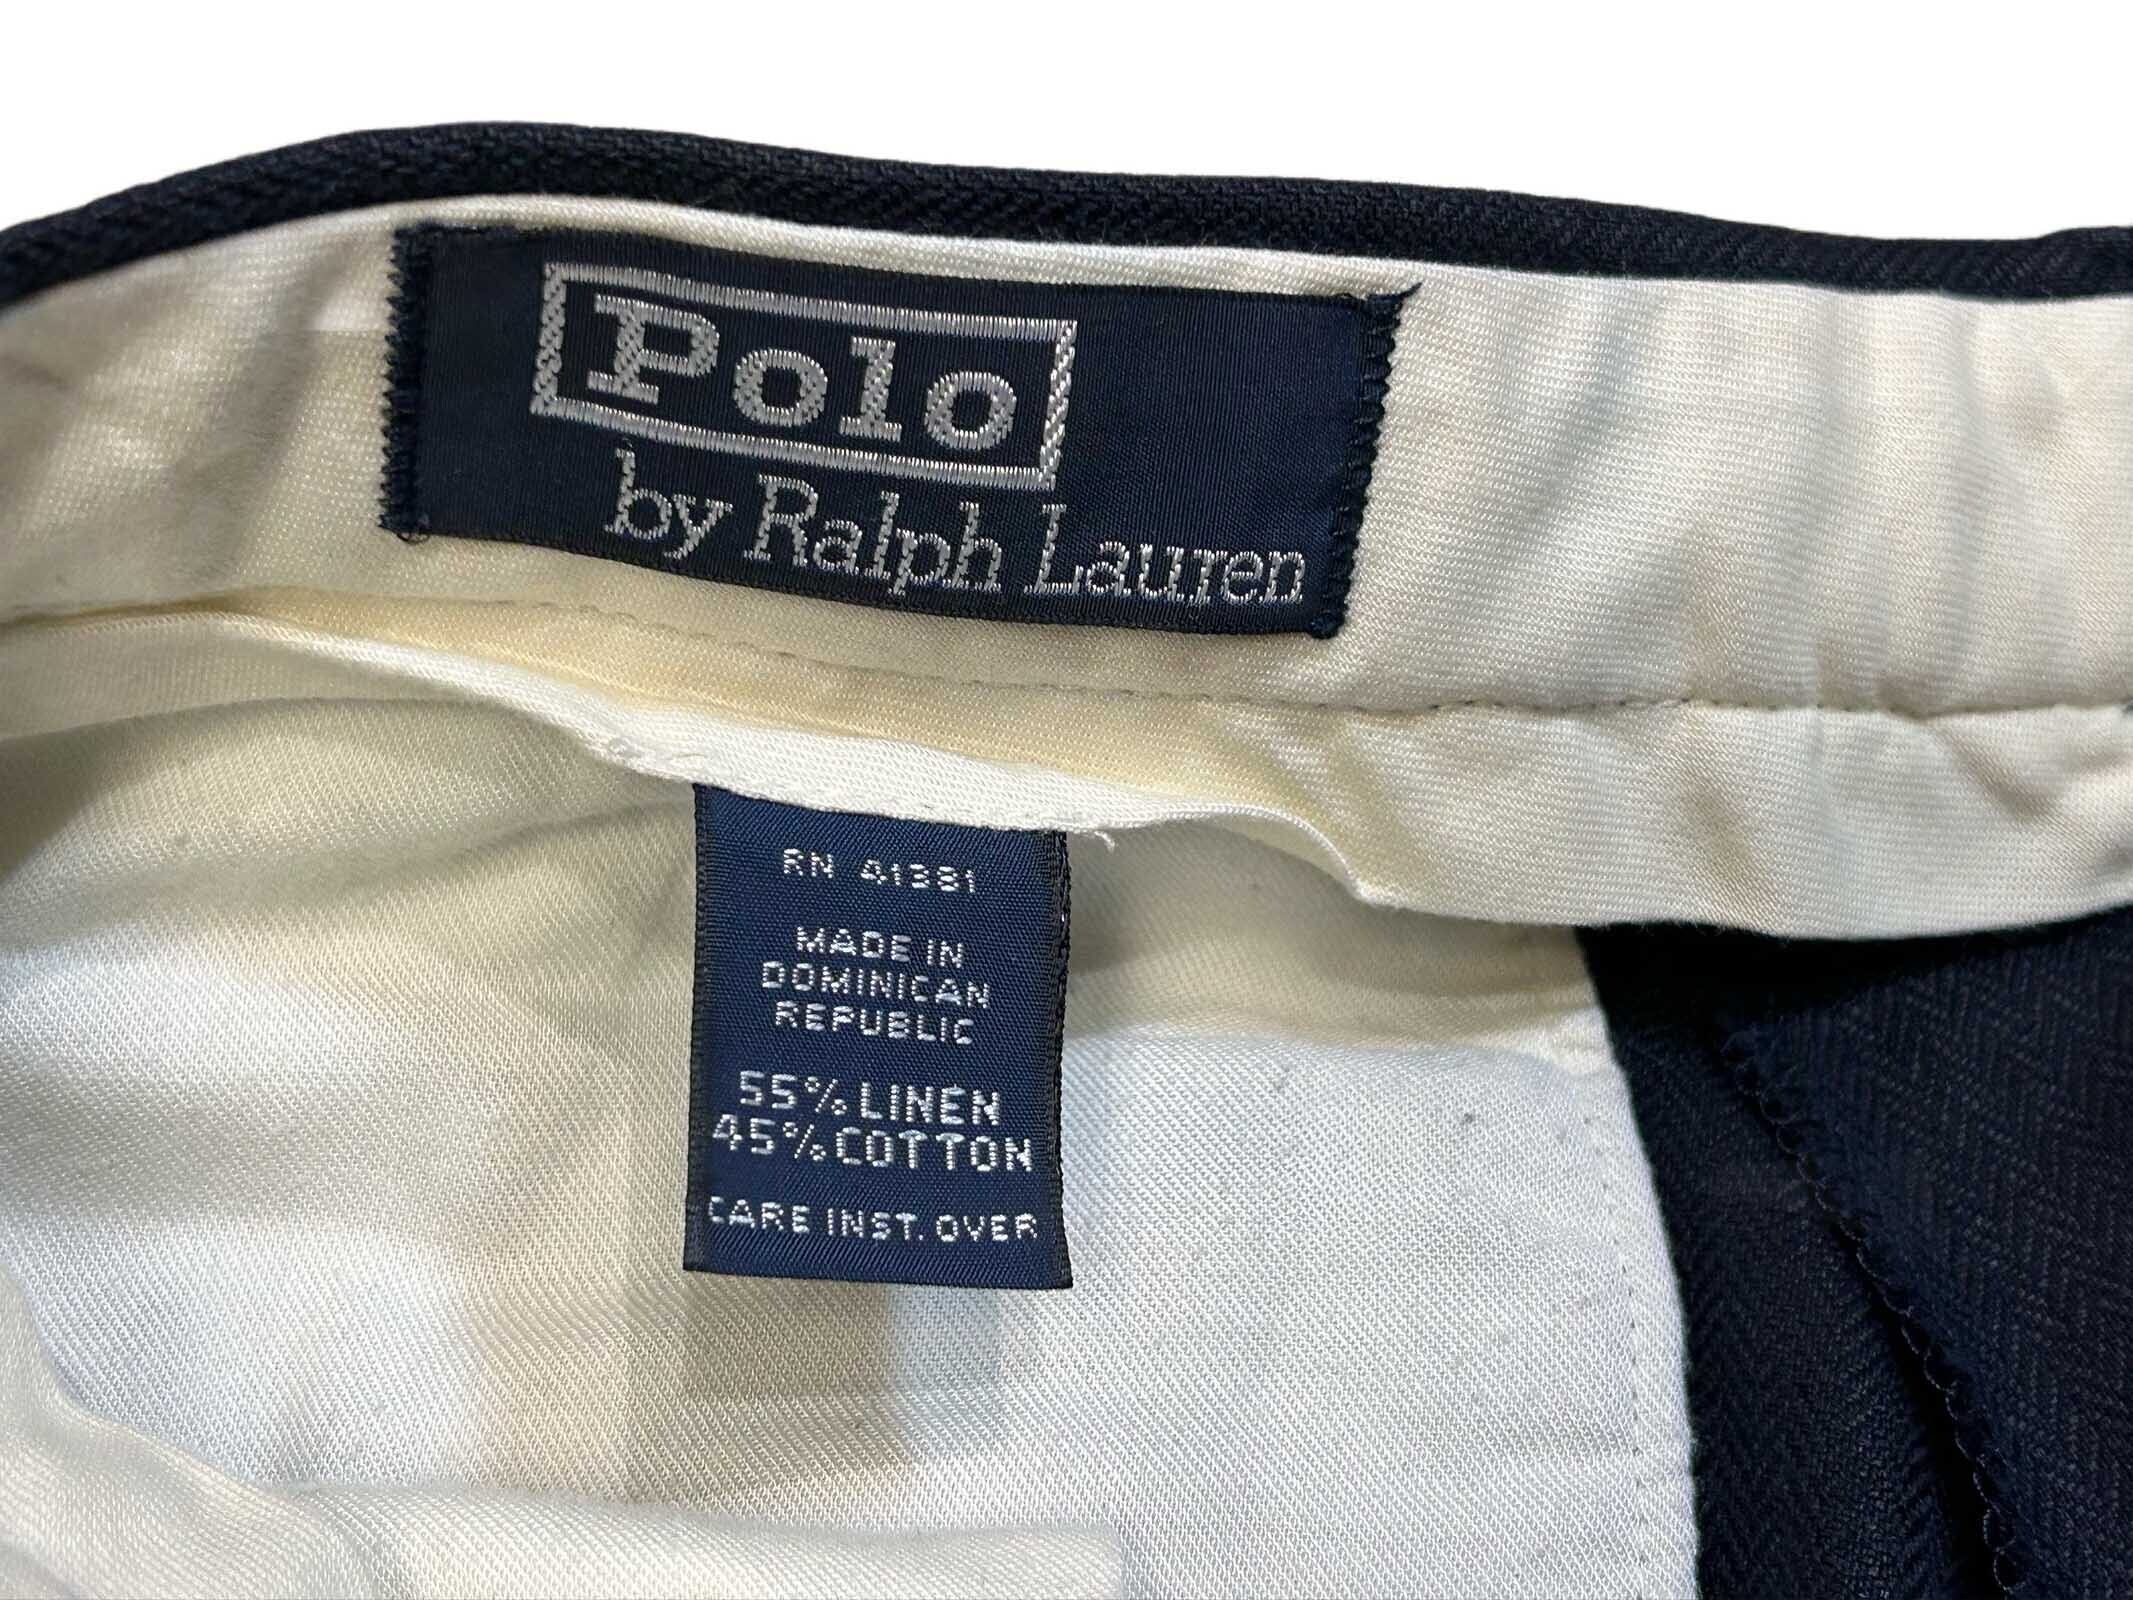 Polo
by Ralph Lauren
RN 41381
MADE IN
DOMINICAN
REPUBLIC
55% LINEN
45% COTTON
CARE INST. OVER